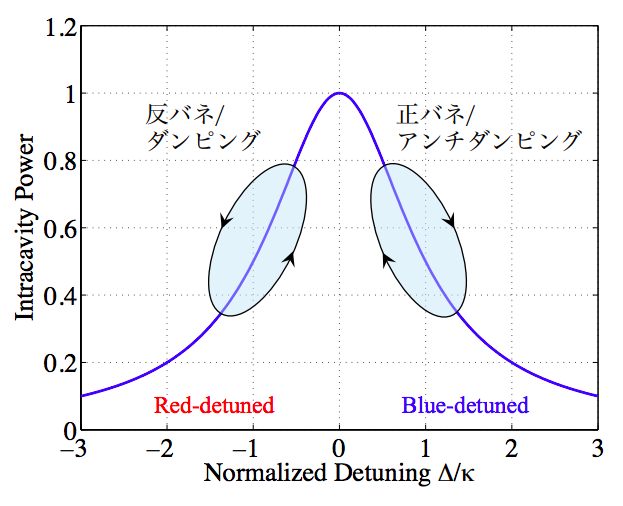 1.2
1
0.8
0.6
0.4
0.2
0
Intracavity Power
反バネ/
ダンピング
正バネ/
アンチダンピング
Red-detuned
Blue-detuned
−3 −2 −1 0 1 2 3
Normalized Detuning Δ/κ